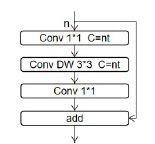 n
Conv 1*1 C=nt
Conv DW 3*3 C=nt
Conv 1*1
add